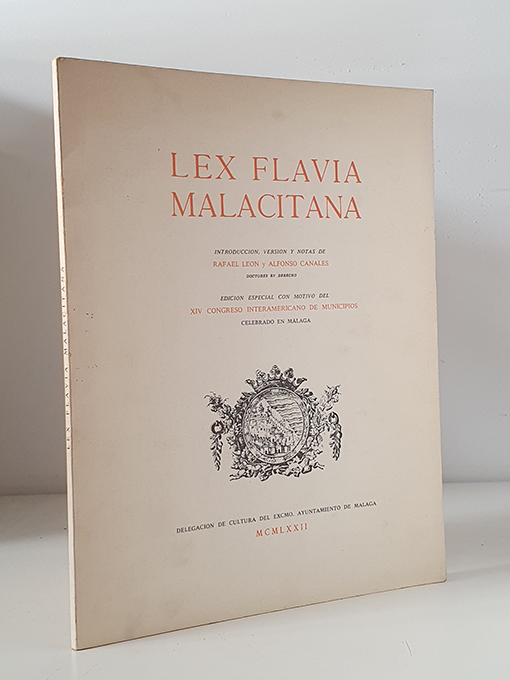 LEX FLAVIA
MALACITANA
INTRODUCCION, VERSION Y NOTAS DE
RAFAEL LEON y ALFONSO CANALES
DOCTORES EN DERECHO
EDICION ESPECIAL CON MOTIVO DEL
XIV CONGRESO INTERAMERICANO DE MUNICIPIOS
CELEBRADO EN MALAGA
DELEGACION DE CULTURA DEL EXCMO. AYUNTAMIENTO DE MALAGA
MCMLXXII
LEX FLAVIA MALACITANA